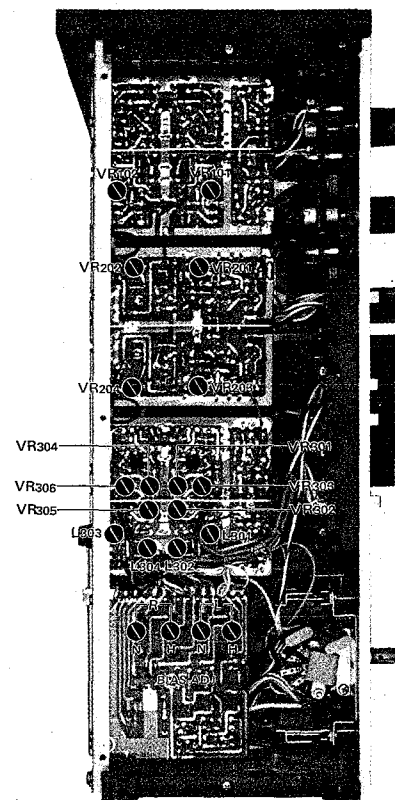 VR102 VR101
VR202 VR201
VR204 VR203
VR304 VR301
VR306 VR303
VR305 VR302
L303 L301
L304 L302
R L
N H N H
BIAS ADJ